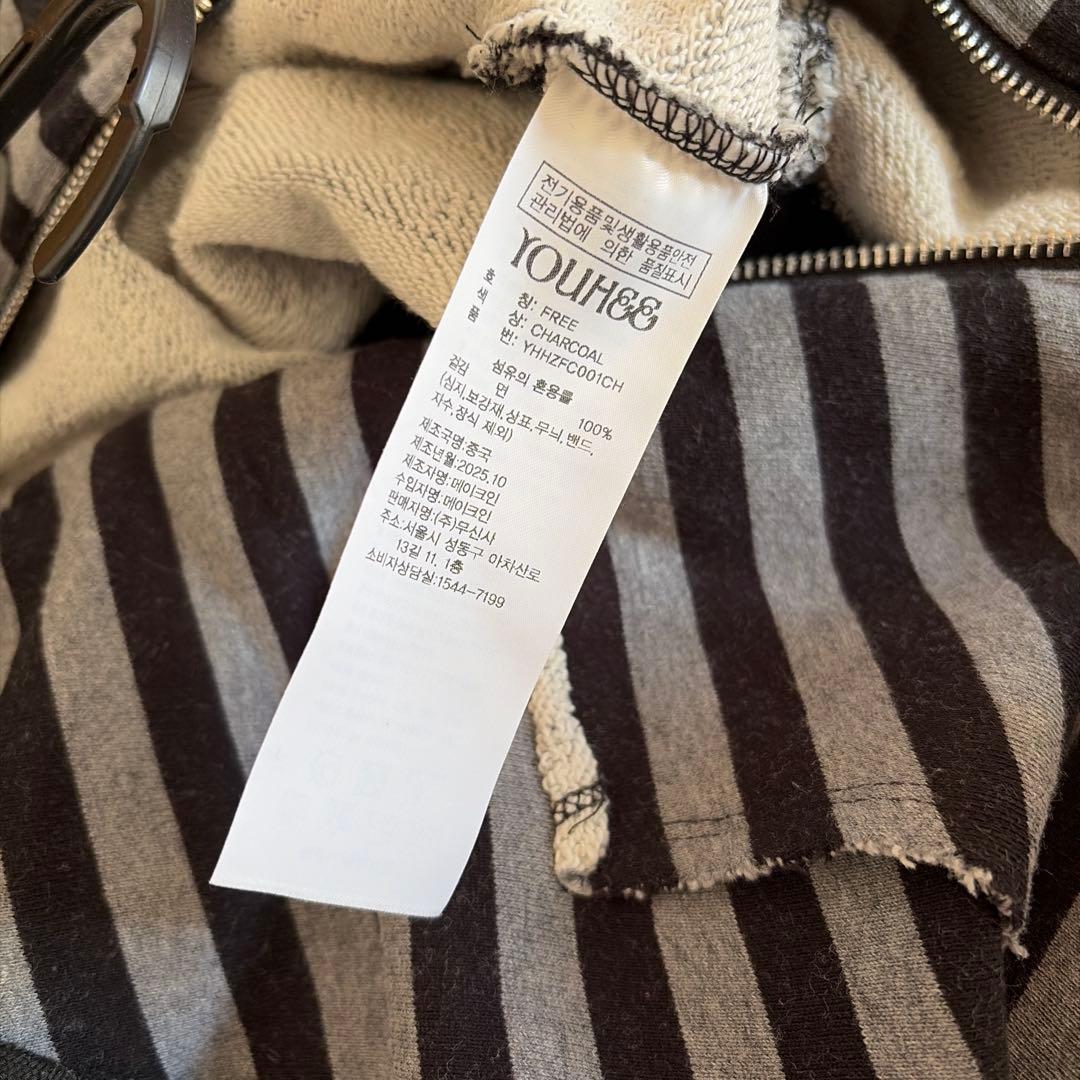 전기용품및생활용품안전
관리법에 의한 품질표시
YOUHEE
호 칭: FREE
색 상: CHARCOAL
품 번: YHHZFC001CH
섬유의 혼용률
겉감 면 100%
(심지,보강재,상표,무늬,밴드,
자수,장식 제외)
제조국명:중국
제조년월:2025.10
제조자명:메이크인
수입자명:메이크인
판매자명:(주)무신사
주소:서울시 성동구 아차산로
13길 11, 1층
소비자상담실:1544-7199